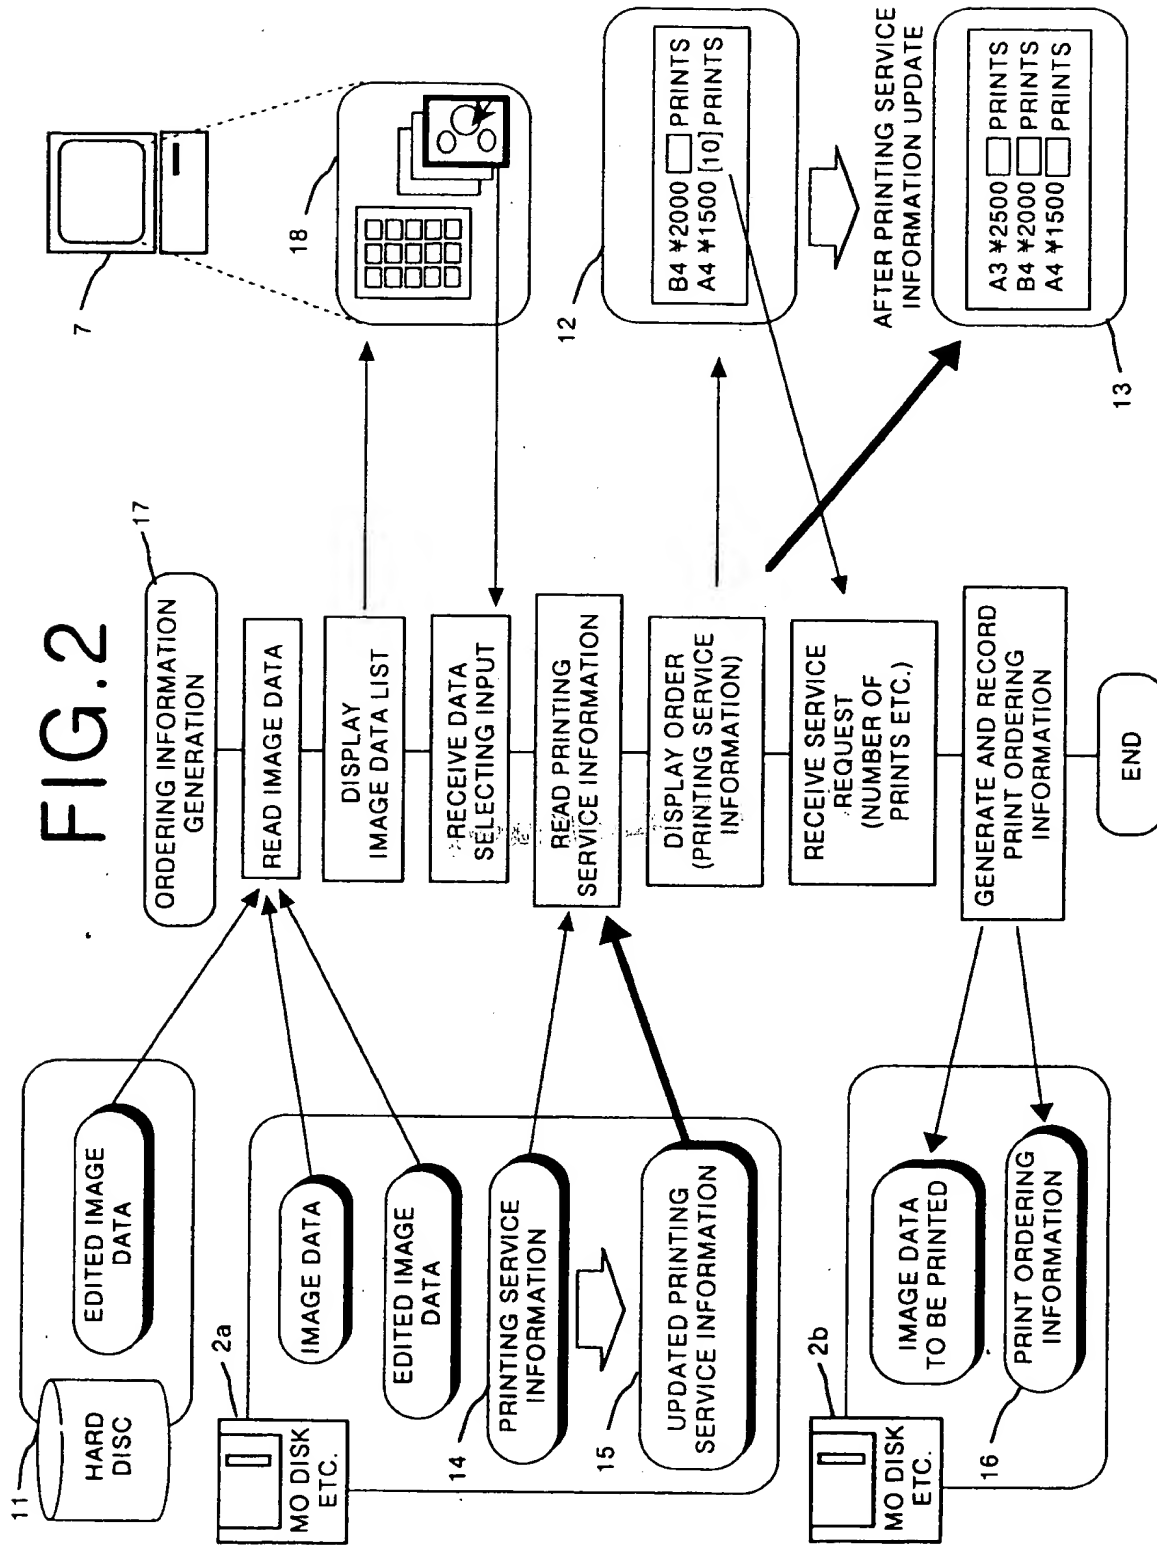 FIG.2
11
HARD
DISC
EDITED IMAGE
DATA
2a
MO DISK
ETC.
IMAGE DATA
EDITED IMAGE
DATA
14
PRINTING SERVICE
INFORMATION
15
UPDATED PRINTING
SERVICE INFORMATION
2b
MO DISK
ETC.
IMAGE DATA
TO BE PRINTED
16
PRINT ORDERING
INFORMATION
17
ORDERING INFORMATION
GENERATION
READ IMAGE DATA
DISPLAY
IMAGE DATA LIST
RECEIVE DATA
SELECTING INPUT
READ PRINTING
SERVICE INFORMATION
DISPLAY ORDER
(PRINTING SERVICE
INFORMATION)
RECEIVE SERVICE
REQUEST
(NUMBER OF
PRINTS ETC.)
GENERATE AND RECORD
PRINT ORDERING
INFORMATION
END
7
18
12
B4 ¥2000 PRINTS
A4 ¥1500 [10] PRINTS
AFTER PRINTING SERVICE
INFORMATION UPDATE
13
A3 ¥2500 PRINTS
B4 ¥2000 PRINTS
A4 ¥1500 PRINTS